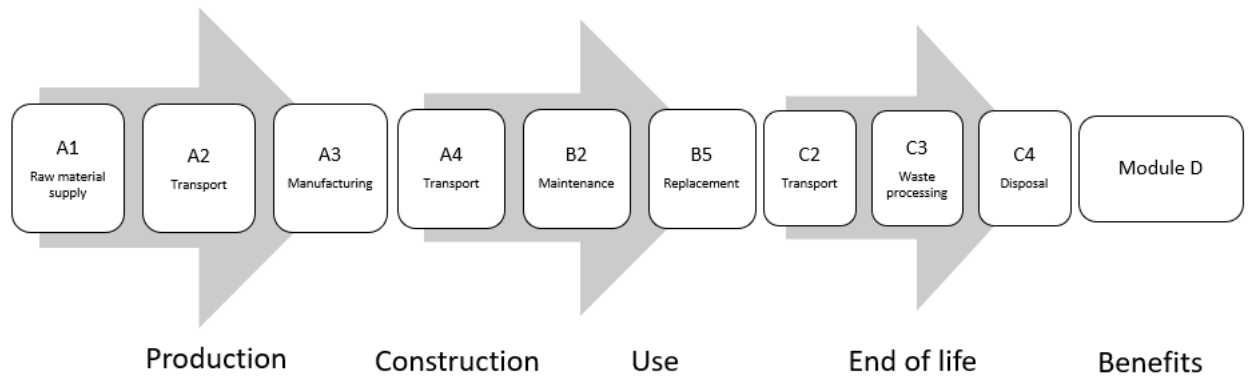 A1
Raw material
supply
A2
Transport
A3
Manufacturing
A4
Transport
B2
Maintenance
B5
Replacement
C2
Transport
C3
Waste
processing
C4
Disposal
Module D
Production
Construction
Use
End of life
Benefits